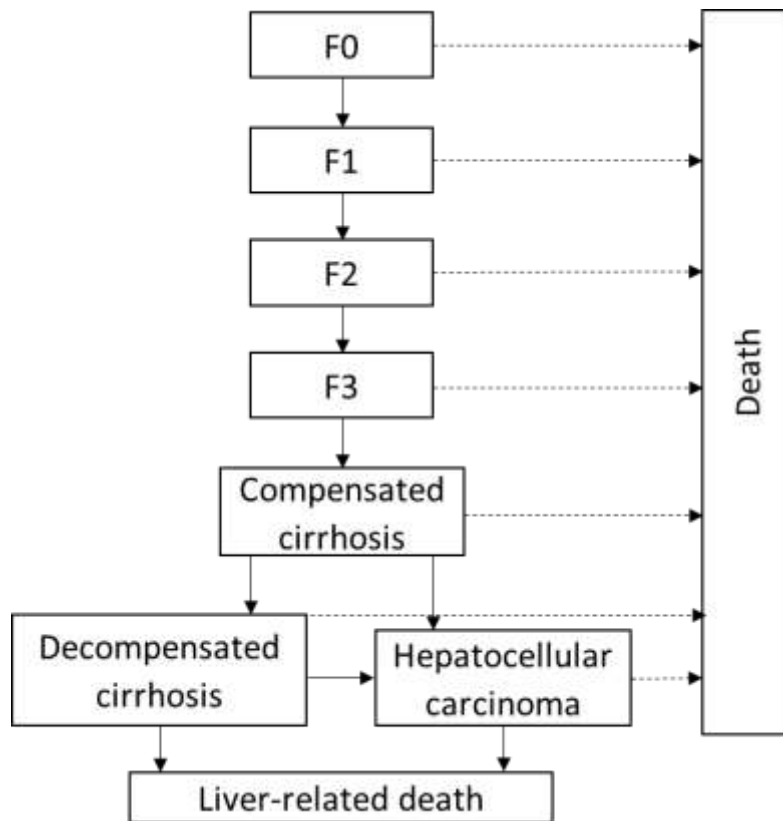 F0
F1
F2
F3
Compensated
cirrhosis
Decompensated
cirrhosis
Hepatocellular
carcinoma
Liver-related death
Death